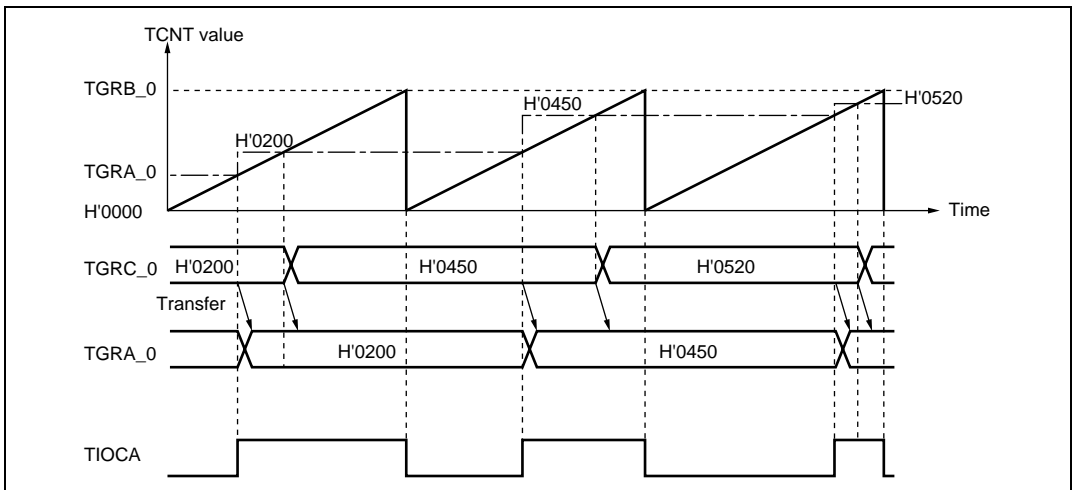 TCNT value
TGRB_0
H'0520
H'0450
H'0200
TGRA_0
H'0000
Time
TGRC_0
H'0200
H'0450
H'0520
Transfer
TGRA_0
H'0200
H'0450
TIOCA